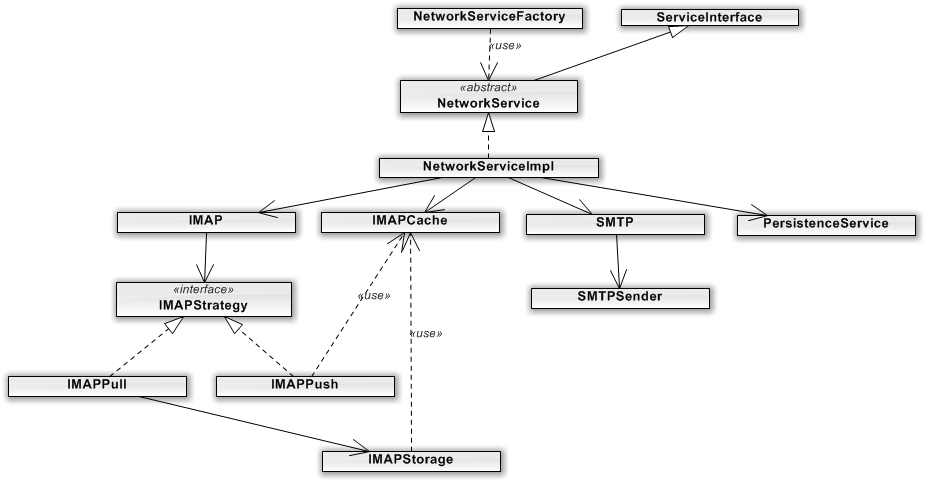 NetworkServiceFactory
ServiceInterface
«use»
«abstract»
NetworkService
NetworkServiceImpl
IMAP
IMAPCache
SMTP
PersistenceService
«interface»
IMAPStrategy
«use»
SMTPSender
«use»
IMAPPull
IMAPPush
IMAPStorage